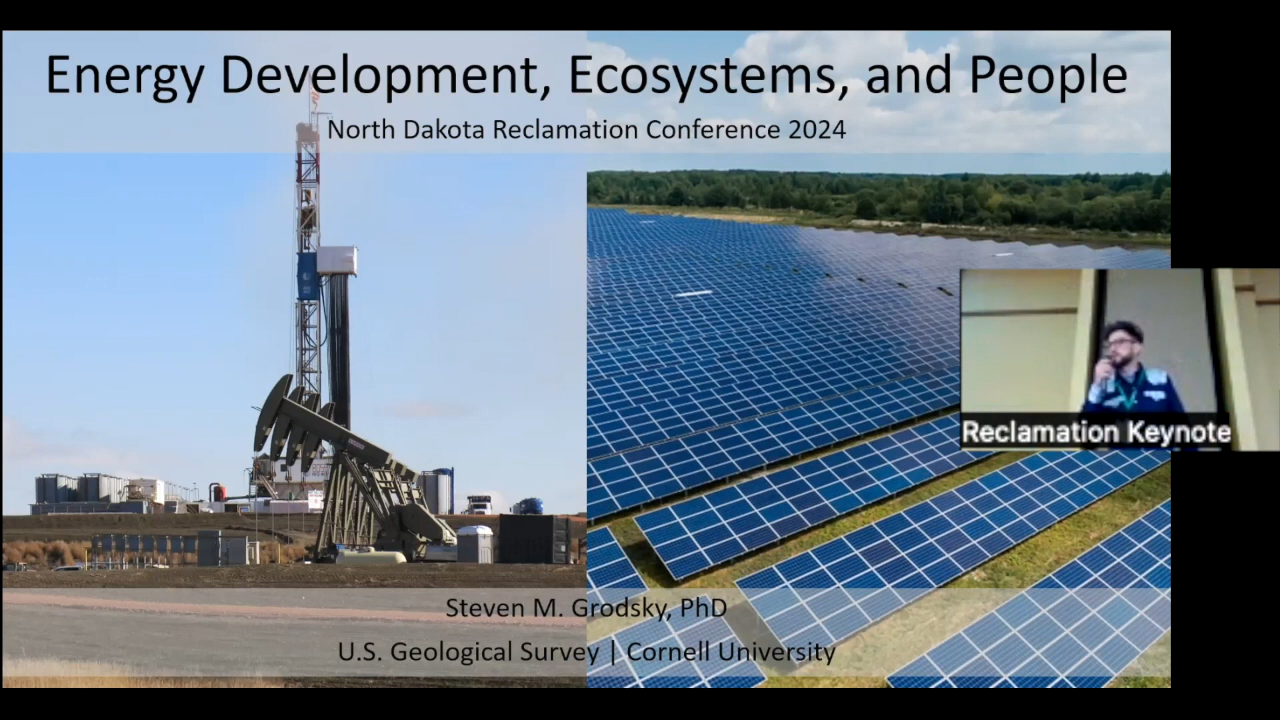 Energy Development, Ecosystems, and People
North Dakota Reclamation Conference 2024
Reclamation Keynote
Steven M. Grodsky, PhD
U.S. Geological Survey | Cornell University